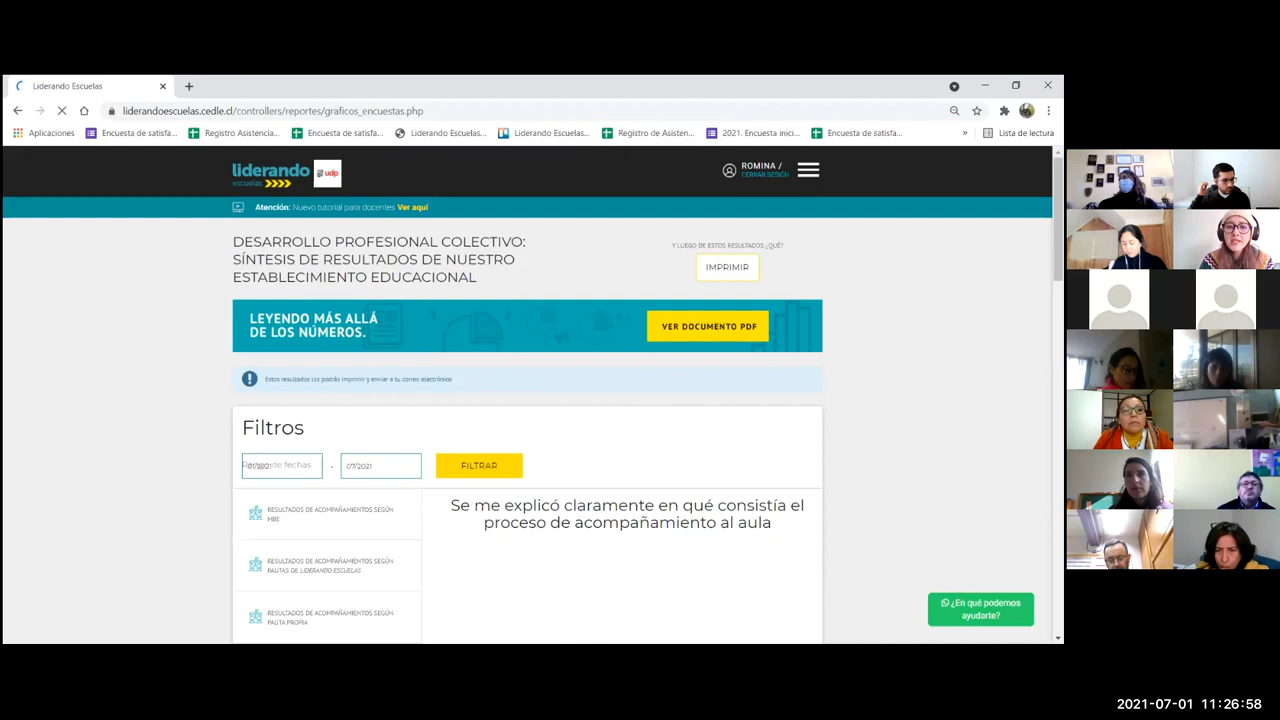 Liderando Escuelas
liderandoescuelas.cedle.cl/controllers/reportes/graficos_encuestas.php
Aplicaciones
Encuesta de satisfa...
Registro Asistencia...
Encuesta de satisfa...
Liderando Escuelas...
Liderando Escuelas...
Registro de Asisten...
2021. Encuesta inici...
Encuesta de satisfa...
»
Lista de lectura
liderando
escuelas
udp
ROMINA /
CERRAR SESIÓN
Atención: Nuevo tutorial para docentes Ver aquí
DESARROLLO PROFESIONAL COLECTIVO:
SÍNTESIS DE RESULTADOS DE NUESTRO
ESTABLECIMIENTO EDUCACIONAL
Y LUEGO DE ESTOS RESULTADOS ¿QUÉ?
IMPRIMIR
LEYENDO MÁS ALLÁ
DE LOS NÚMEROS.
VER DOCUMENTO PDF
Estos resultados los podrás imprimir y enviar a tu correo electrónico
Filtros
de fechas
-
07/2021
FILTRAR
RESULTADOS DE ACOMPAÑAMIENTOS SEGÚN
MBE
RESULTADOS DE ACOMPAÑAMIENTOS SEGÚN
PAUTAS DE LIDERANDO ESCUELAS
RESULTADOS DE ACOMPAÑAMIENTOS SEGÚN
PAUTA PROPIA
Se me explicó claramente en qué consistía el
proceso de acompañamiento al aula
¿En qué podemos
ayudarte?
2021-07-01 11:26:58